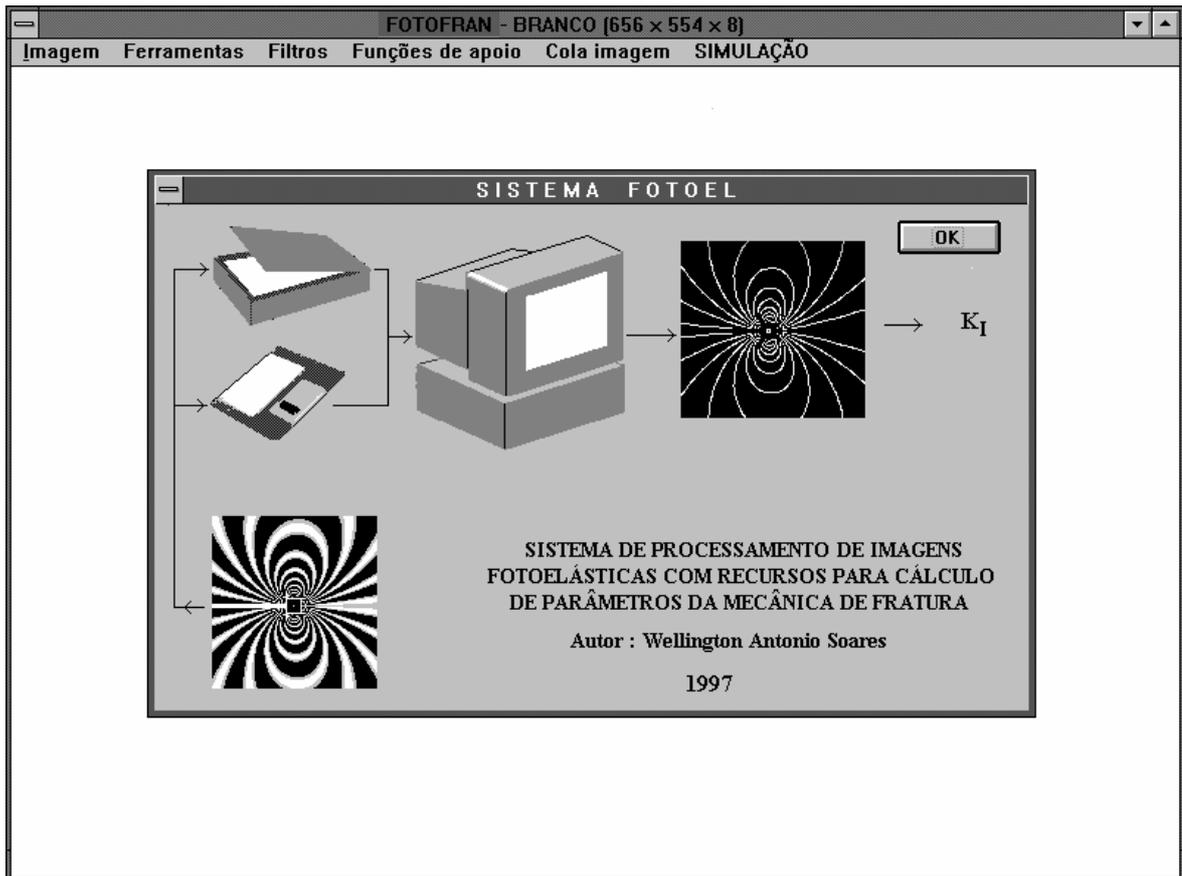 FOTOFRAN - BRANCO (656 × 554 × 8)
Imagem Ferramentas Filtros Funções de apoio Cola imagem SIMULAÇÃO
SISTEMA FOTOEL
OK
K_I
SISTEMA DE PROCESSAMENTO DE IMAGENS
FOTOELÁSTICAS COM RECURSOS PARA CÁLCULO
DE PARÂMETROS DA MECÂNICA DE FRATURA
Autor : Wellington Antonio Soares
1997